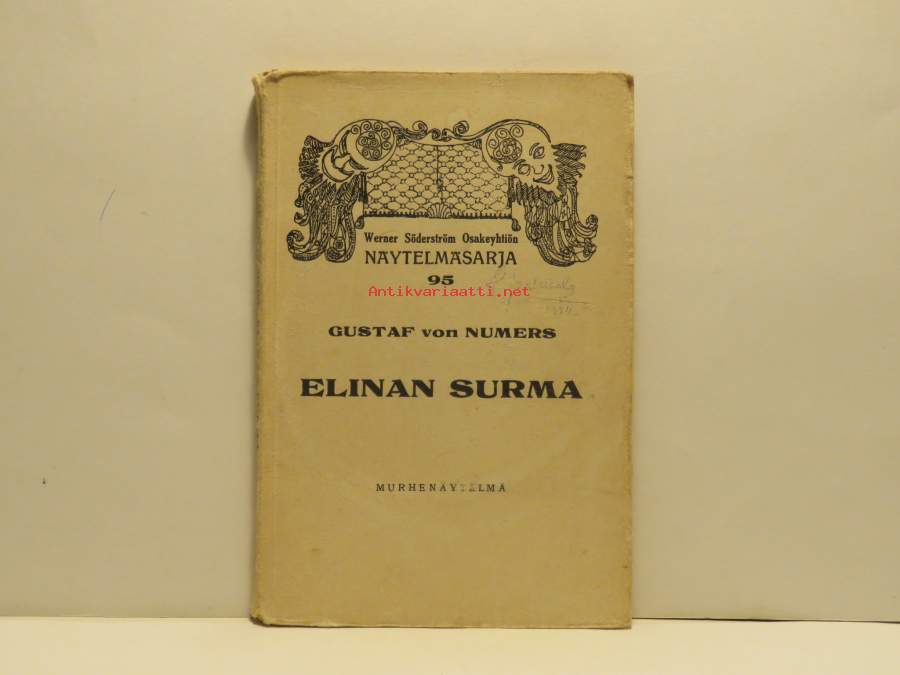 Werner Söderström Osakeyhtiön
NÄYTELMÄSARJA
95
Antikvariaatti.net
GUSTAF von NUMERS
ELINAN SURMA
MURHENÄYTELMÄ